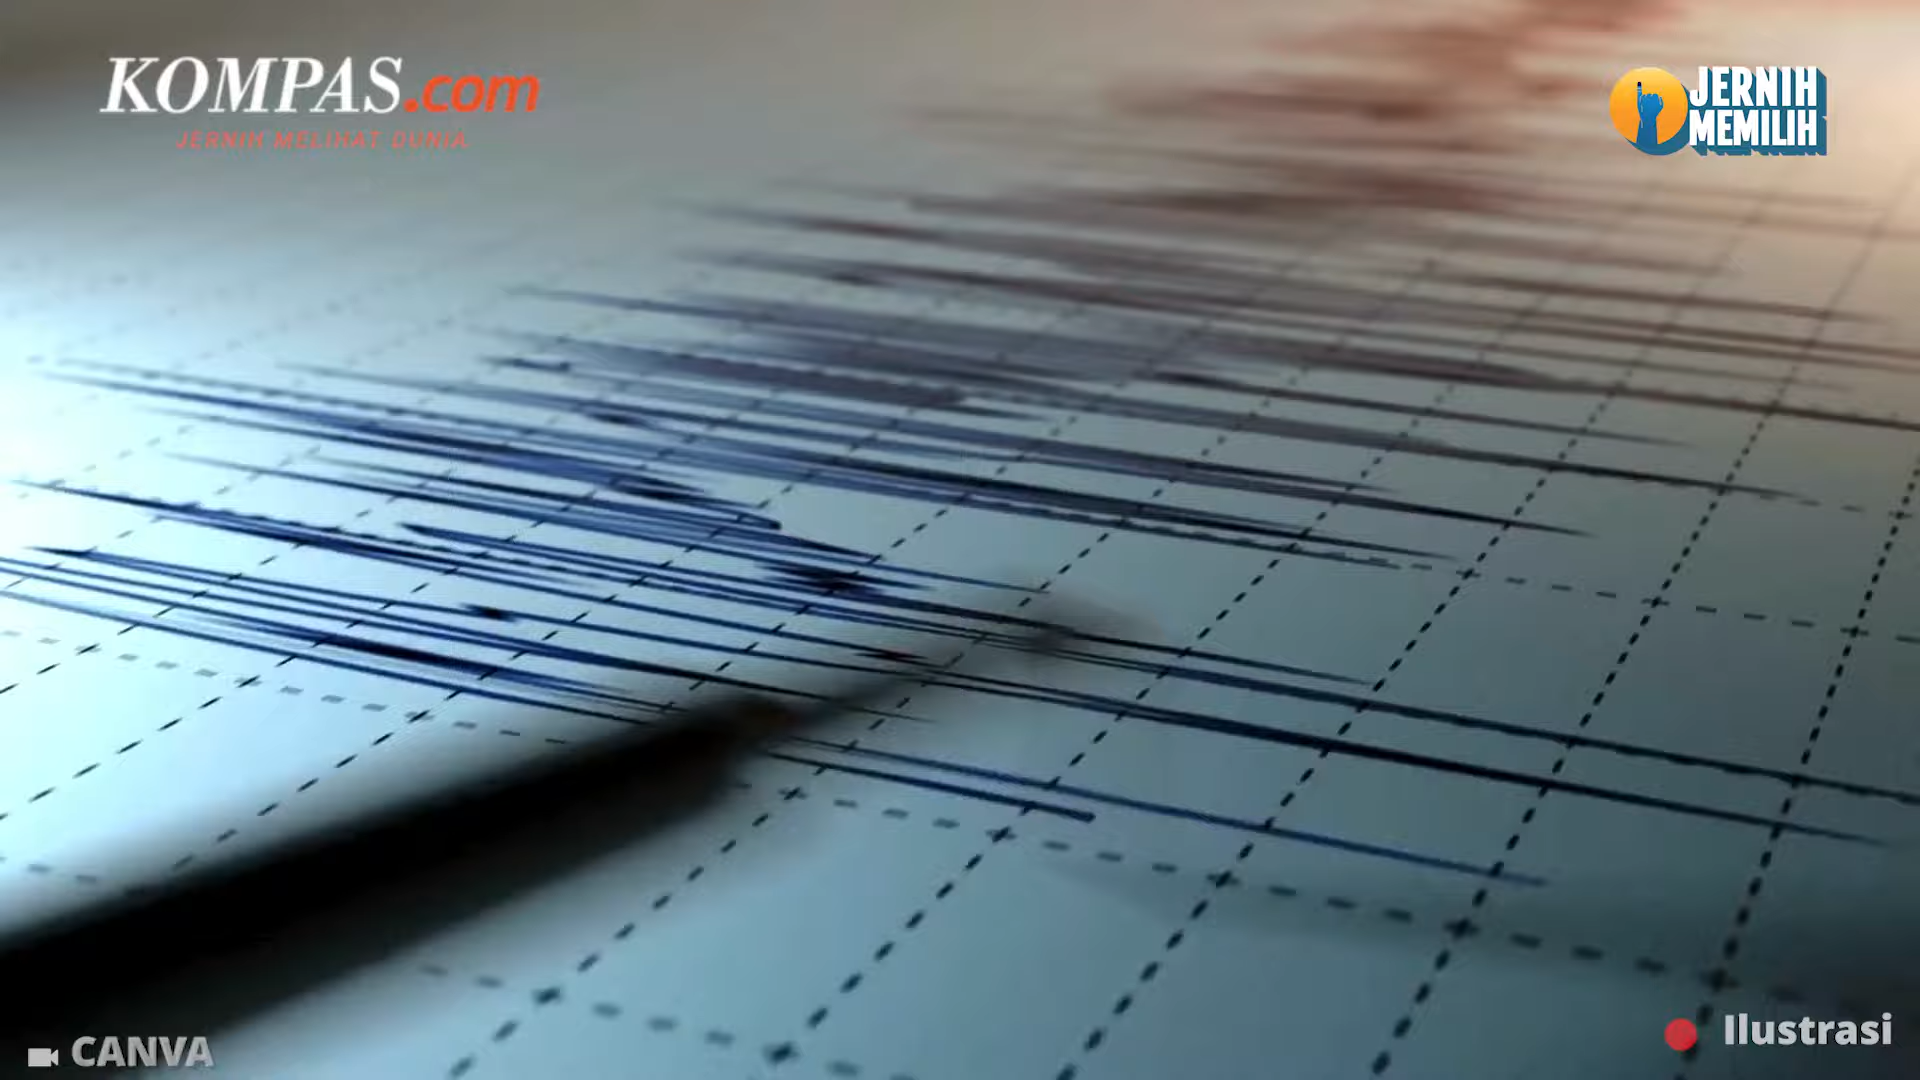 KOMPAS.com
JERNIH MELIHAT DUNIA
JERNIH
MEMILIH
CANVA
Ilustrasi